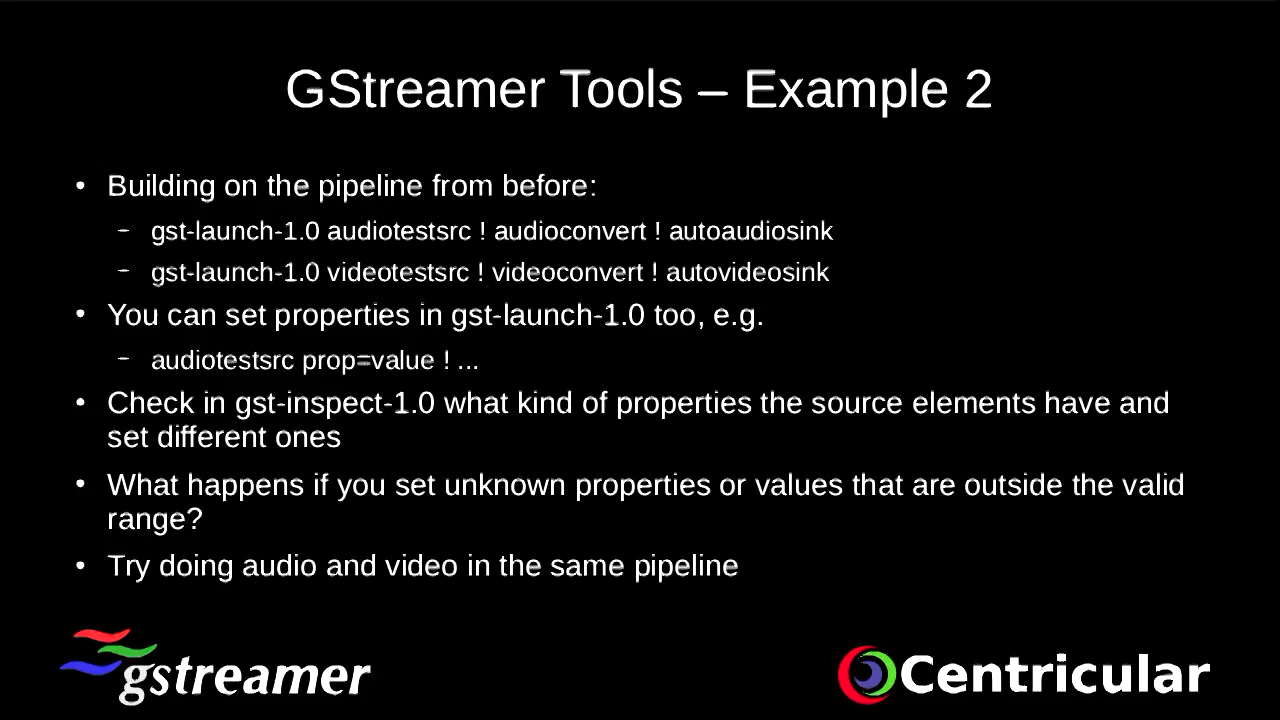 GStreamer Tools – Example 2
• Building on the pipeline from before:
– gst-launch-1.0 audiotestsrc ! audioconvert ! autoaudiosink
– gst-launch-1.0 videotestsrc ! videoconvert ! autovideosink
• You can set properties in gst-launch-1.0 too, e.g.
– audiotestsrc prop=value ! ...
• Check in gst-inspect-1.0 what kind of properties the source elements have and
set different ones
• What happens if you set unknown properties or values that are outside the valid
range?
• Try doing audio and video in the same pipeline
gstreamer
Centricular